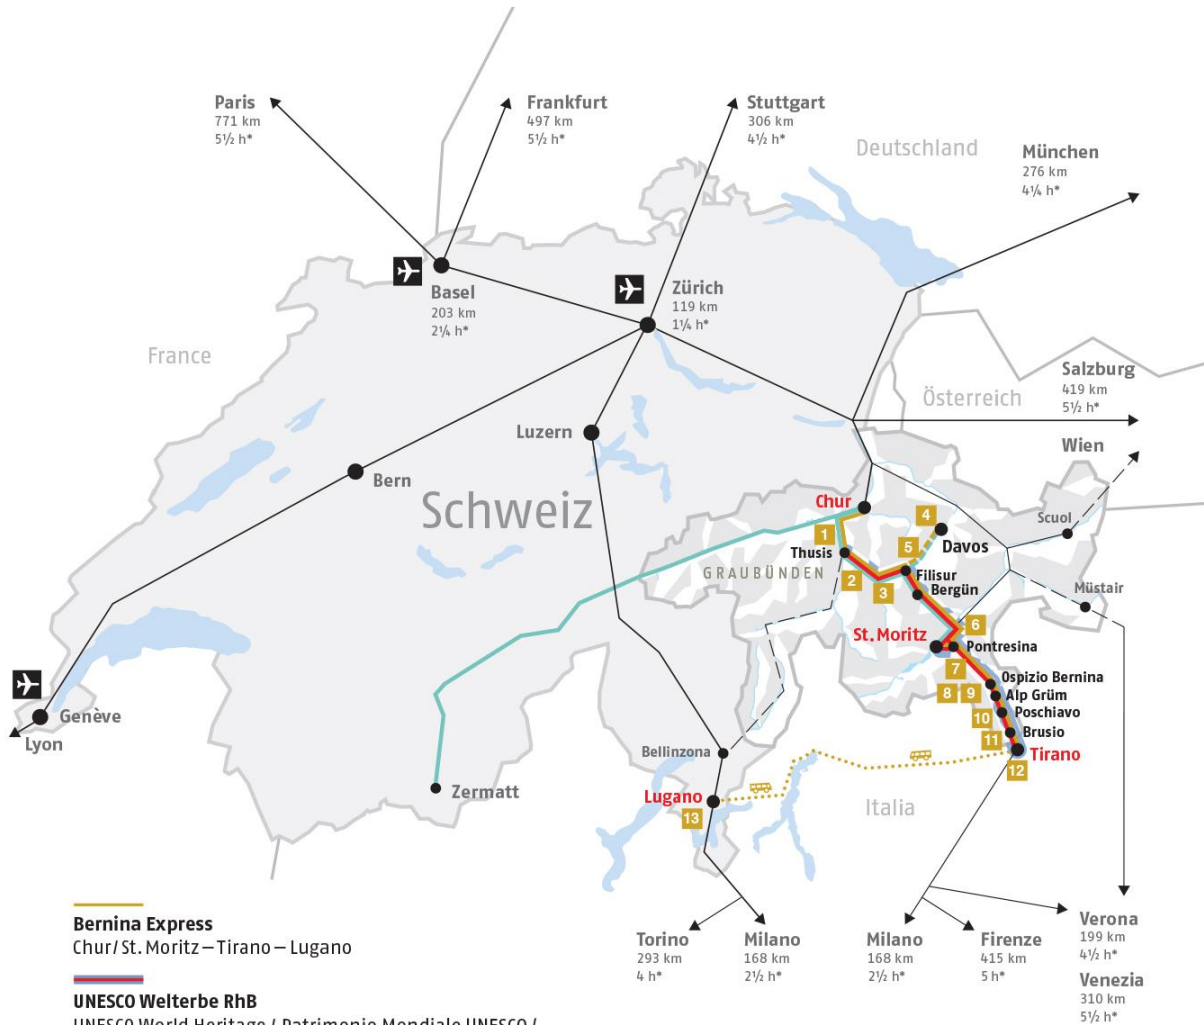 Paris
771 km
5½ h*
Frankfurt
497 km
5½ h*
Stuttgart
306 km
4½ h*
Deutschland
München
276 km
4¼ h*
Basel
203 km
2¼ h*
Zürich
119 km
1¼ h*
France
Salzburg
419 km
5½ h*
Österreich
Luzern
Wien
Bern
Schweiz
Chur
4
Scuol
1
5
Davos
Thusis
GRAUBÜNDEN
2
3
Filisur
Bergün
Müstair
6
St. Moritz
Pontresina
7
Ospizio Bernina
8
9
Alp Grüm
Genève
10
Poschiavo
Lyon
11
Brusio
Bellinzona
Tirano
12
Zermatt
Lugano
13
Italia
Bernina Express
Chur/St. Moritz – Tirano – Lugano
Torino
293 km
4 h*
Milano
168 km
2½ h*
Milano
168 km
2½ h*
Firenze
415 km
5 h*
Verona
199 km
4½ h*
Venezia
310 km
5½ h*
UNESCO Welterbe RhB
UNESCO World Heritage / Patrimonio Mondiale UNESCO /